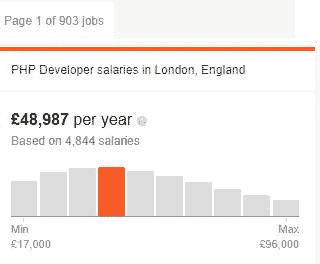 Page 1 of 903 jobs
PHP Developer salaries in London, England
£48,987 per year
Based on 4,844 salaries
Min Max
£17,000 £96,000